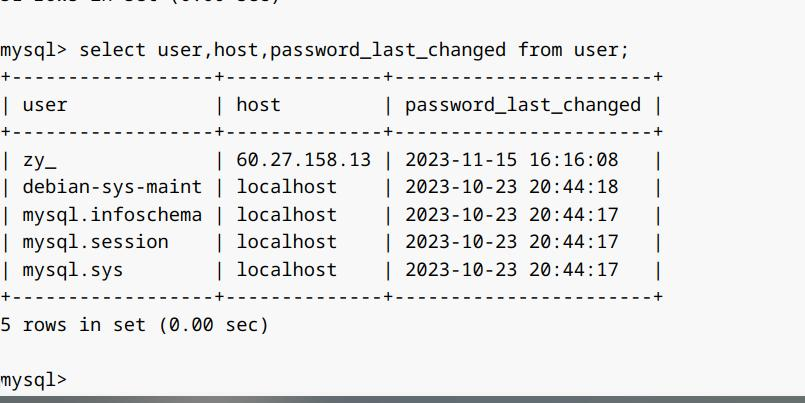 mysql> select user,host,password_last_changed from user;
+------------------+--------------+-----------------------+
| user             | host         | password_last_changed |
+------------------+--------------+-----------------------+
| zy_              | 60.27.158.13 | 2023-11-15 16:16:08   |
| debian-sys-maint | localhost    | 2023-10-23 20:44:18   |
| mysql.infoschema | localhost    | 2023-10-23 20:44:17   |
| mysql.session    | localhost    | 2023-10-23 20:44:17   |
| mysql.sys        | localhost    | 2023-10-23 20:44:17   |
+------------------+--------------+-----------------------+
5 rows in set (0.00 sec)
mysql>